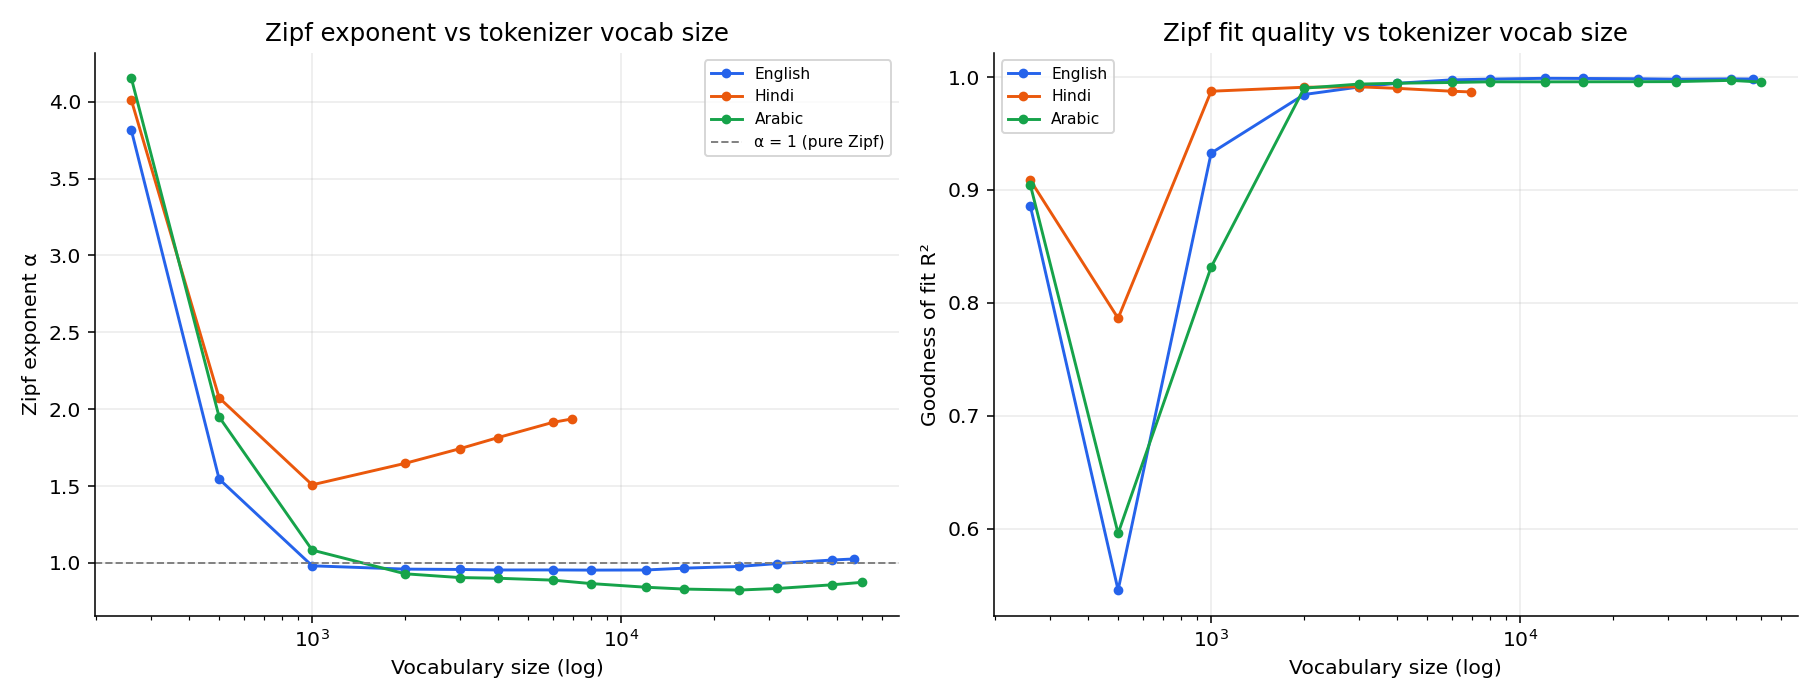 Zipf exponent vs tokenizer vocab size
English
Hindi
Arabic
α = 1 (pure Zipf)
4.0
3.5
3.0
2.5
2.0
1.5
1.0
Zipf exponent α
10³
10⁴
Vocabulary size (log)
Zipf fit quality vs tokenizer vocab size
English
Hindi
Arabic
1.0
0.9
0.8
0.7
0.6
Goodness of fit R²
10³
10⁴
Vocabulary size (log)